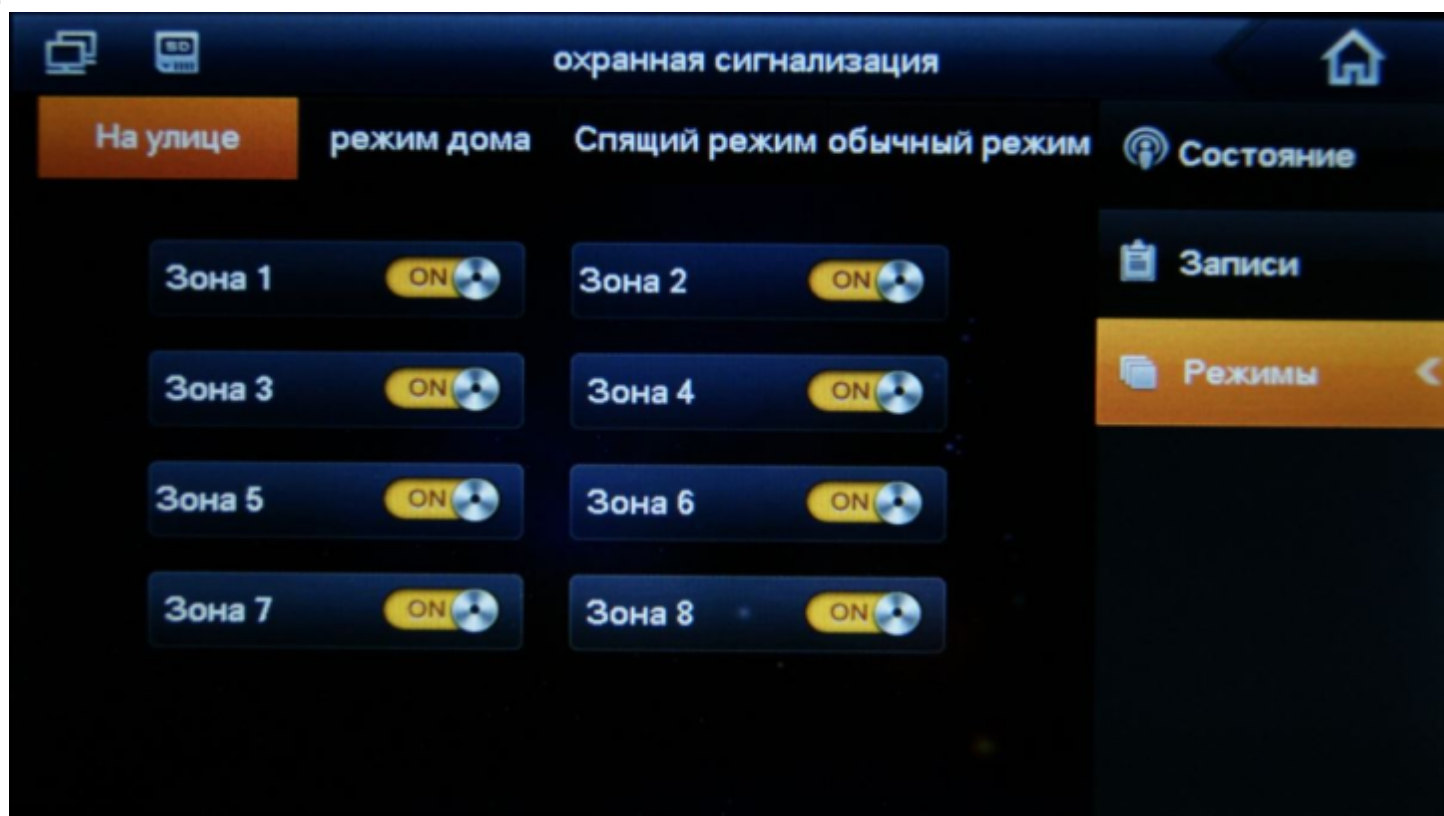 SD
охранная сигнализация
На улице режим дома Спящий режим обычный режим
Состояние
Зона 1 ON Зона 2 ON
Записи
Зона 3 ON Зона 4 ON
Режимы
Зона 5 ON Зона 6 ON
Зона 7 ON Зона 8 ON